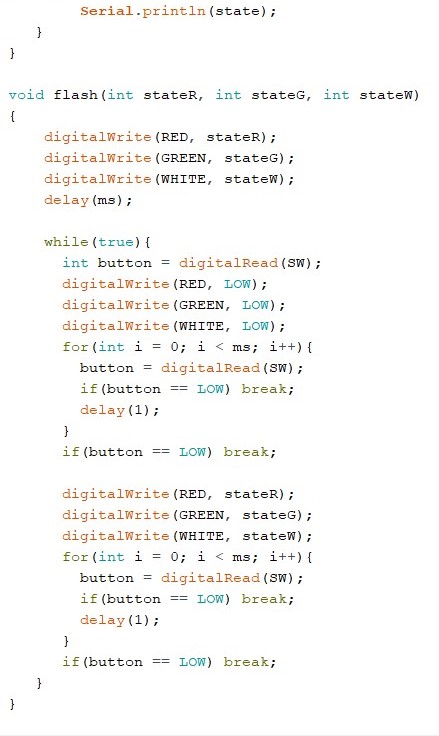 Serial.println(state);
}
}
void flash(int stateR, int stateG, int stateW)
{
digitalWrite(RED, stateR);
digitalWrite(GREEN, stateG);
digitalWrite(WHITE, stateW);
delay(ms);
while(true){
int button = digitalRead(SW);
digitalWrite(RED, LOW);
digitalWrite(GREEN, LOW);
digitalWrite(WHITE, LOW);
for(int i = 0; i < ms; i++){
button = digitalRead(SW);
if(button == LOW) break;
delay(1);
}
if(button == LOW) break;
digitalWrite(RED, stateR);
digitalWrite(GREEN, stateG);
digitalWrite(WHITE, stateW);
for(int i = 0; i < ms; i++){
button = digitalRead(SW);
if(button == LOW) break;
delay(1);
}
if(button == LOW) break;
}
}